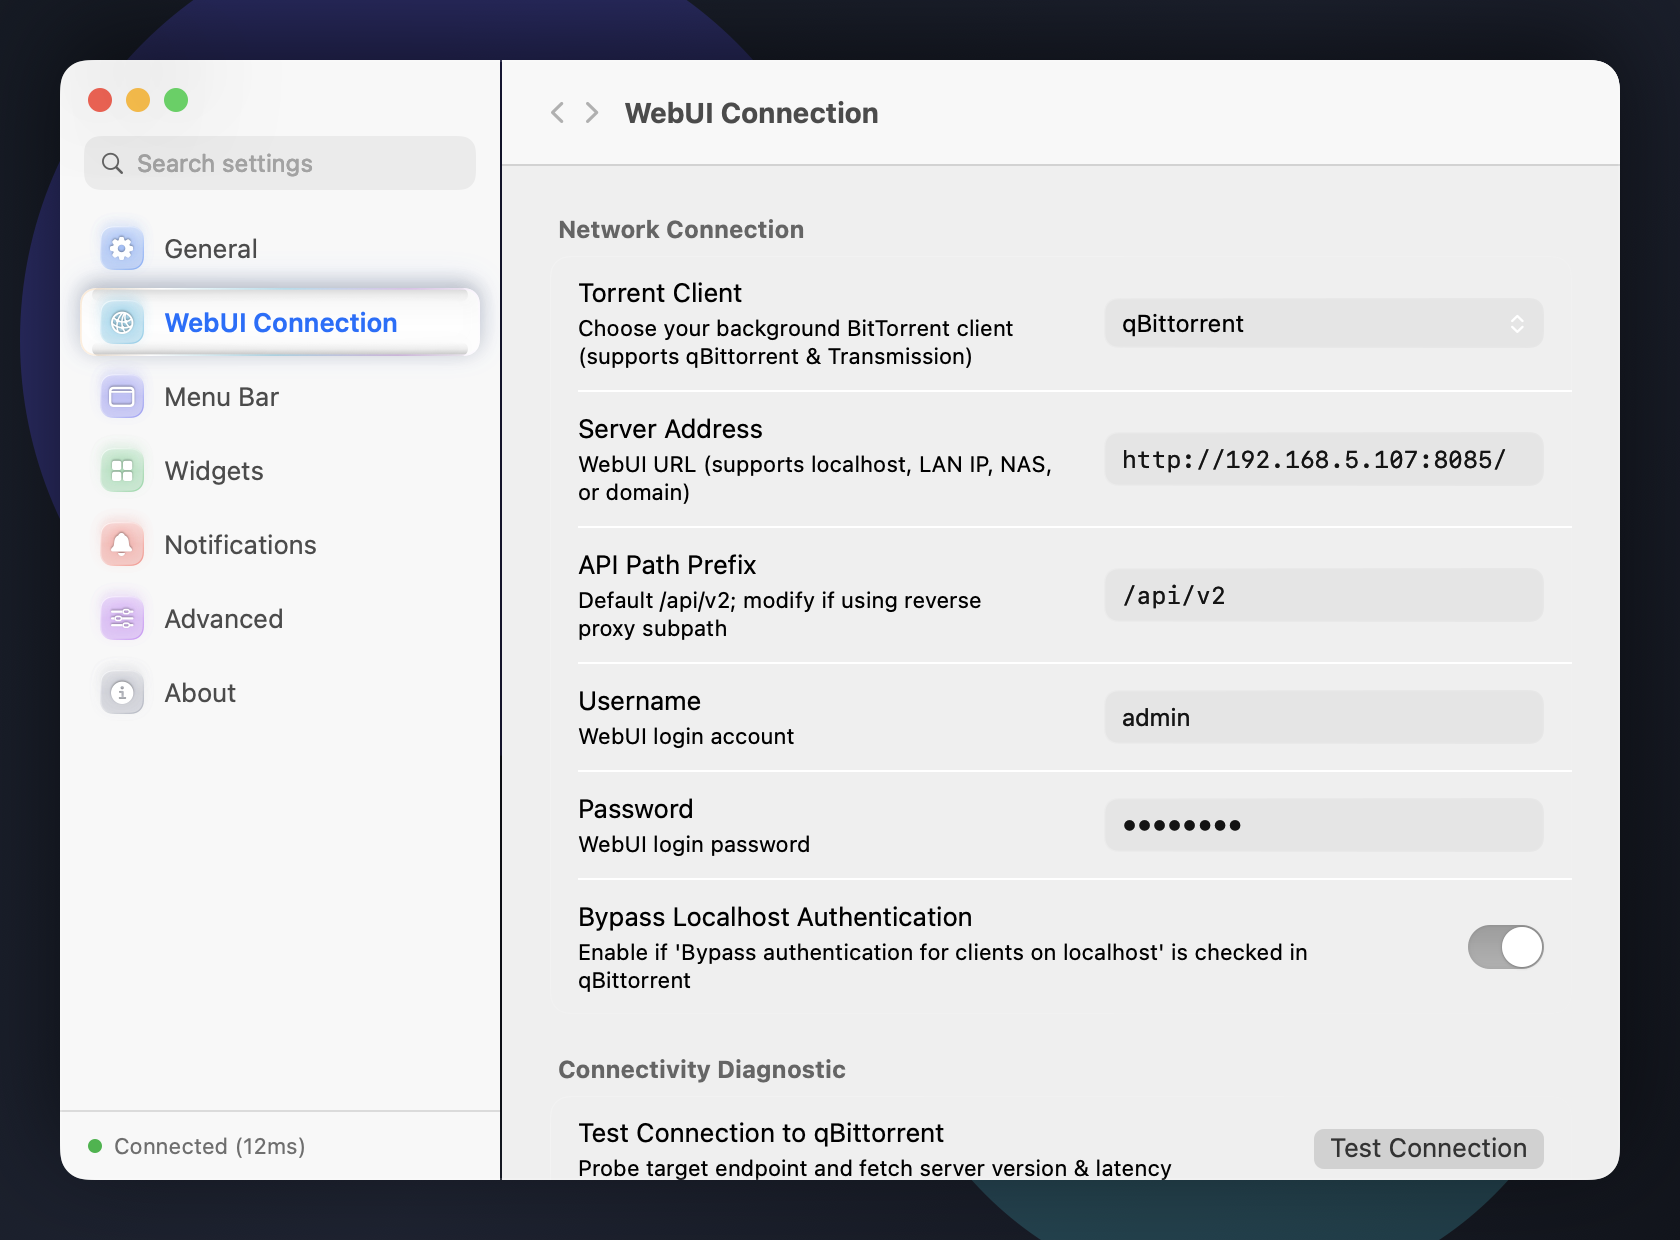 Search settings
General
WebUI Connection
Menu Bar
Widgets
Notifications
Advanced
About
Connected (12ms)
WebUI Connection
Network Connection
Torrent Client
Choose your background BitTorrent client
(supports qBittorrent & Transmission)
qBittorrent
Server Address
WebUI URL (supports localhost, LAN IP, NAS,
or domain)
http://192.168.5.107:8085/
API Path Prefix
Default /api/v2; modify if using reverse
proxy subpath
/api/v2
Username
WebUI login account
admin
Password
WebUI login password
••••••••
Bypass Localhost Authentication
Enable if 'Bypass authentication for clients on localhost' is checked in
qBittorrent
Connectivity Diagnostic
Test Connection to qBittorrent
Probe target endpoint and fetch server version & latency
Test Connection